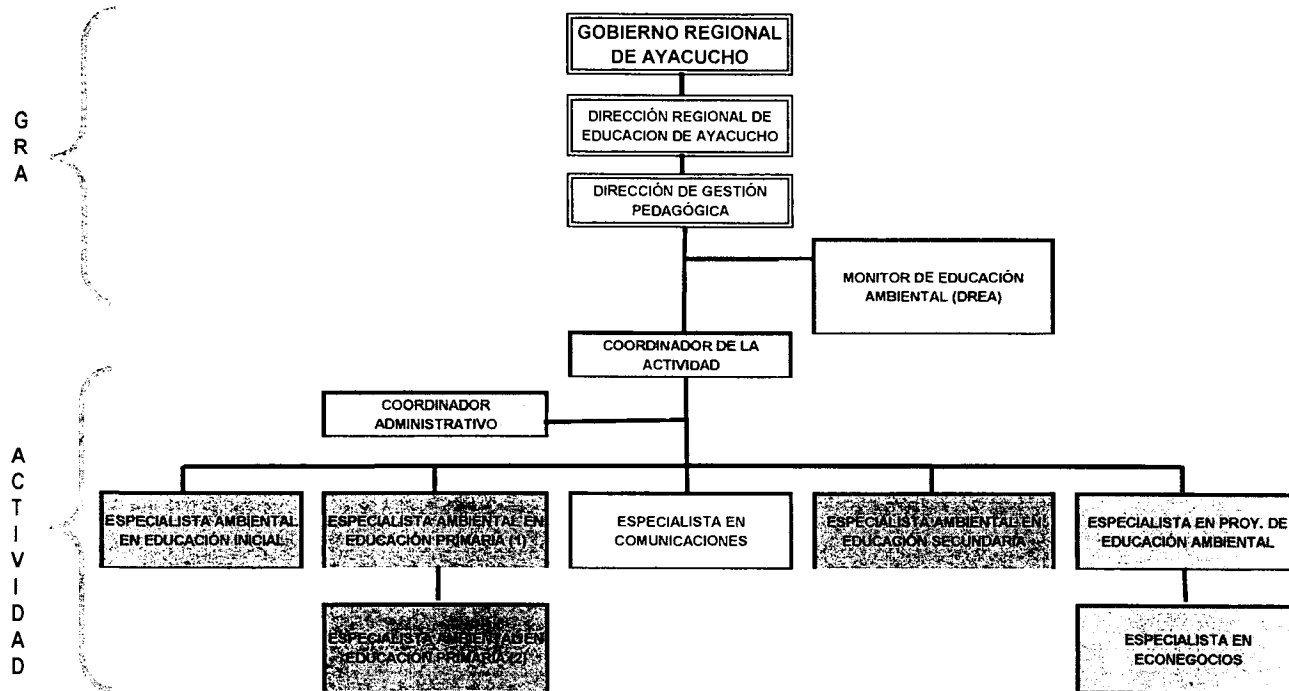 GRA
GOBIERNO REGIONAL
DE AYACUCHO
DIRECCIÓN REGIONAL DE
EDUCACION DE AYACUCHO
DIRECCIÓN DE GESTIÓN
PEDAGÓGICA
MONITOR DE EDUCACIÓN
AMBIENTAL (DREA)
COORDINADOR DE LA
ACTIVIDAD
COORDINADOR
ADMINISTRATIVO
ACTIVIDAD
ESPECIALISTA AMBIENTAL
EN EDUCACIÓN INICIAL
ESPECIALISTA AMBIENTAL EN
EDUCACIÓN PRIMARIA (1)
ESPECIALISTA EN
COMUNICACIONES
ESPECIALISTA AMBIENTAL EN
EDUCACIÓN SECUNDARIA
ESPECIALISTA EN PROY. DE
EDUCACIÓN AMBIENTAL
ESPECIALISTA AMBIENTAL EN
EDUCACIÓN PRIMARIA (2)
ESPECIALISTA EN
ECONEGOCIOS